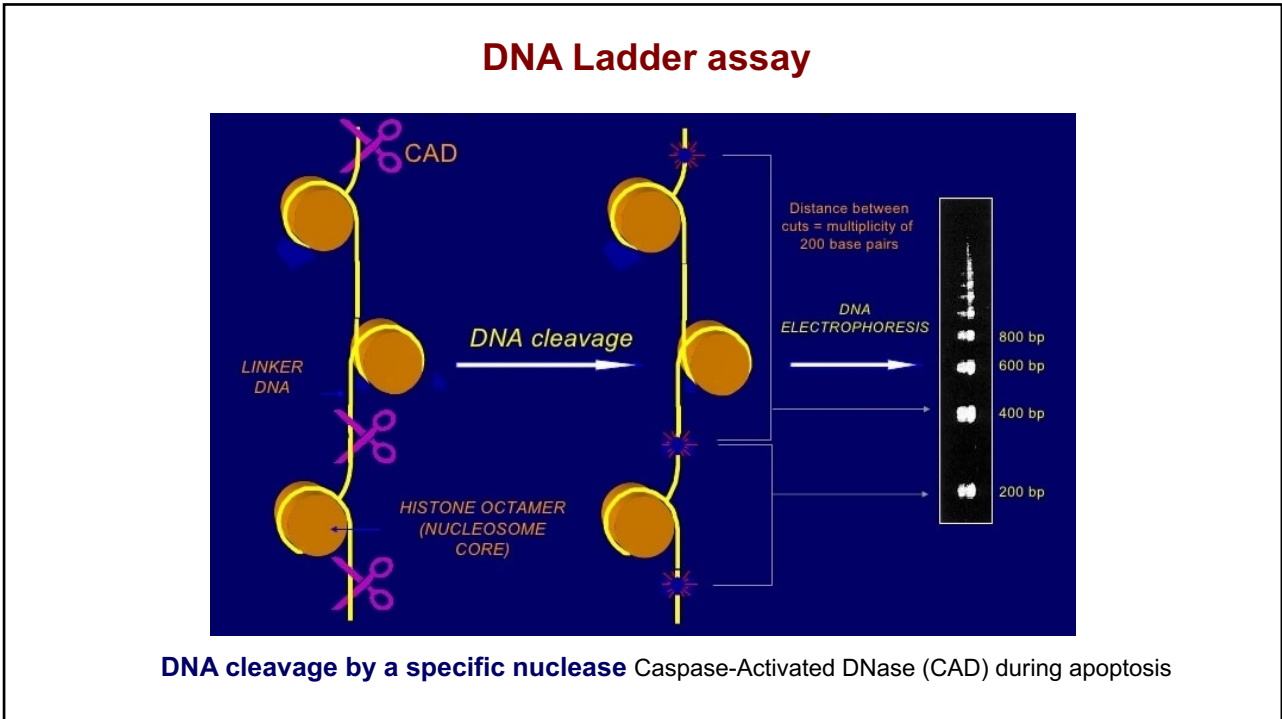 DNA Ladder assay
CAD
Distance between
cuts = multiplicity of
200 base pairs
DNA
ELECTROPHORESIS
DNA cleavage
LINKER
DNA
800 bp
600 bp
400 bp
200 bp
HISTONE OCTAMER
(NUCLEOSOME
CORE)
DNA cleavage by a specific nuclease Caspase-Activated DNase (CAD) during apoptosis